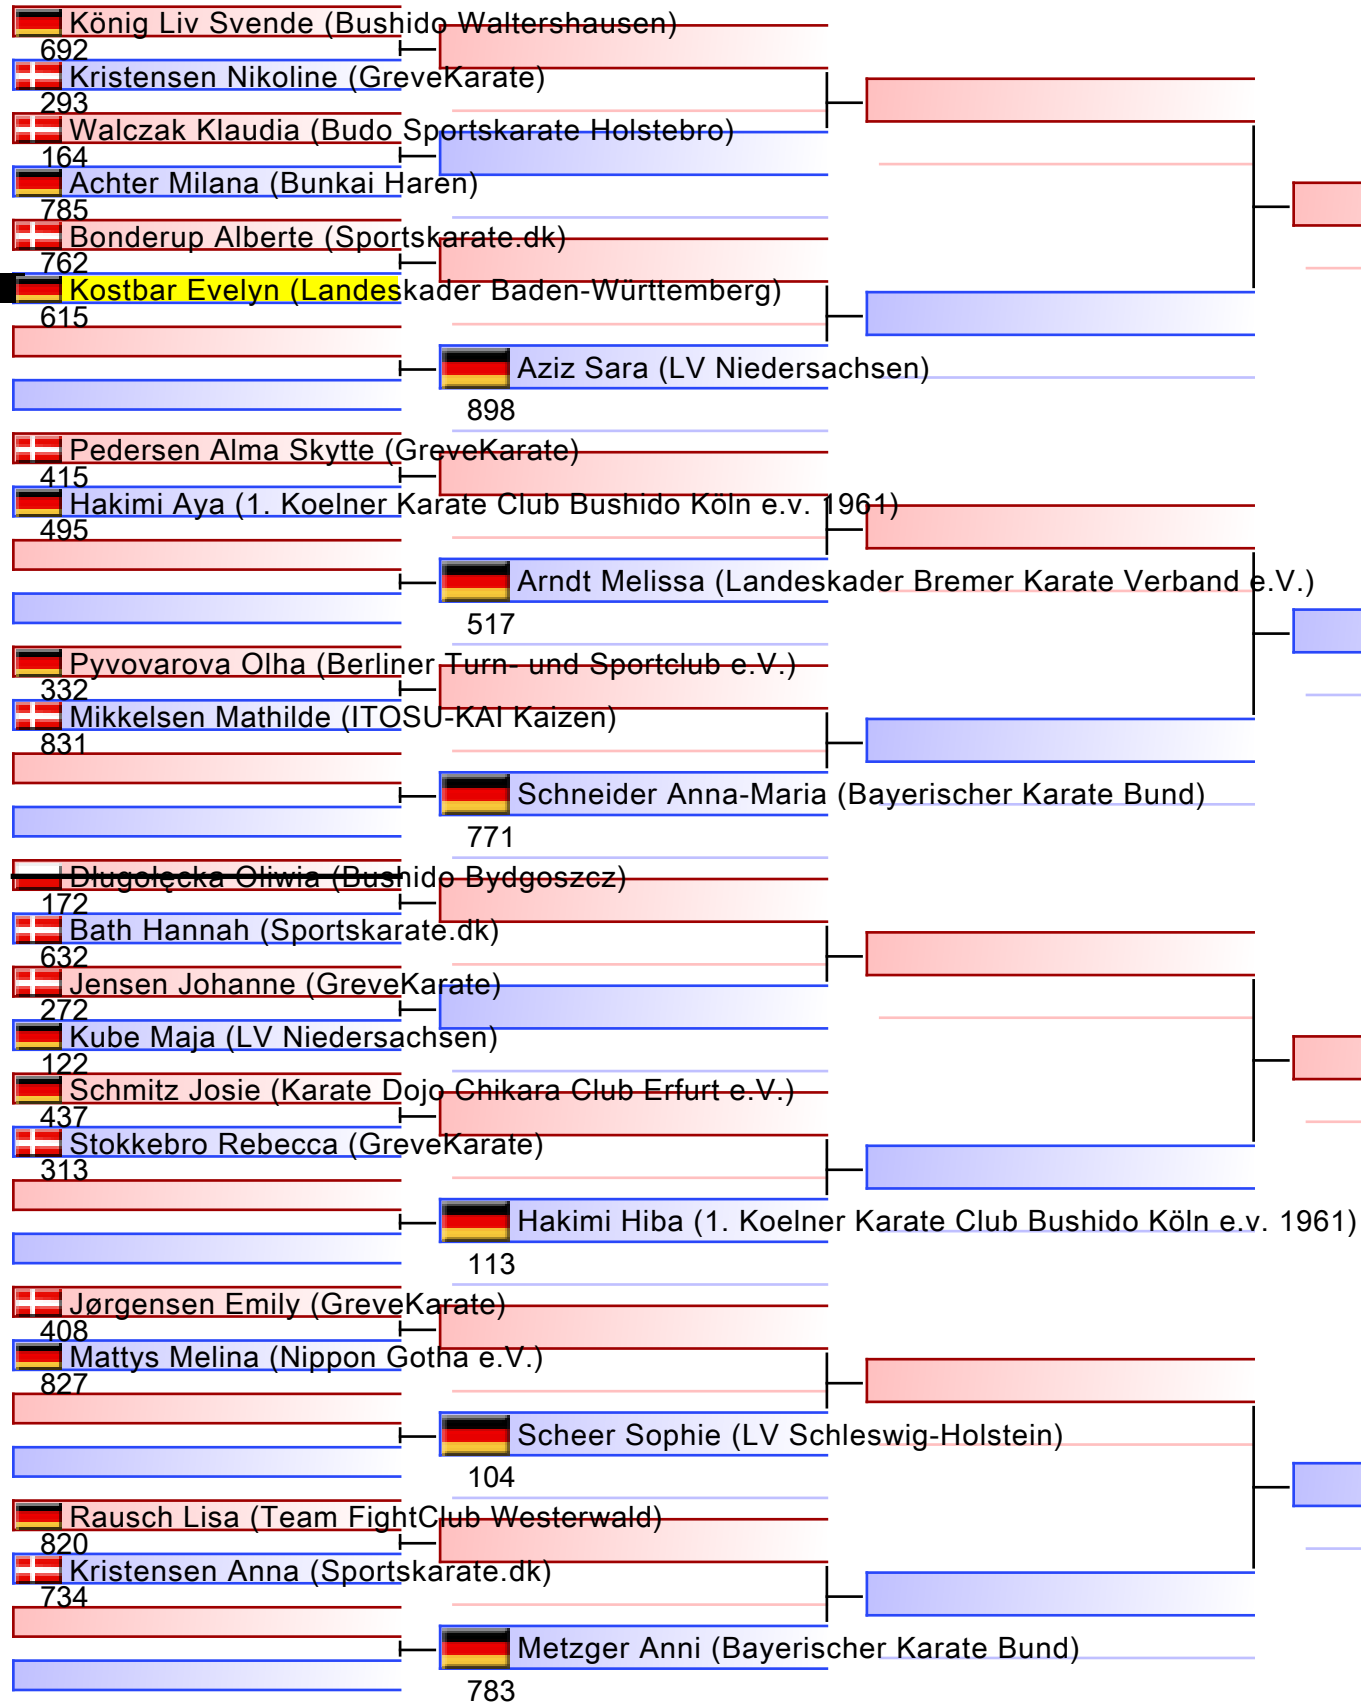 König Liv Svende (Bushido Waltershausen)
692
Kristensen Nikoline (GreveKarate)
293
Walczak Klaudia (Budo Sportskarate Holstebro)
164
Achter Milana (Bunkai Haren)
785
Bonderup Alberte (Sportskarate.dk)
762
Kostbar Evelyn (Landeskader Baden-Württemberg)
615
Aziz Sara (LV Niedersachsen)
898
Pedersen Alma Skytte (GreveKarate)
415
Hakimi Aya (1. Koelner Karate Club Bushido Köln e.v. 1961)
495
Arndt Melissa (Landeskader Bremer Karate Verband e.V.)
517
Pyvovarova Olha (Berliner Turn- und Sportclub e.V.)
332
Mikkelsen Mathilde (ITOSU-KAI Kaizen)
831
Schneider Anna-Maria (Bayerischer Karate Bund)
771
Długołęcka Oliwia (Bushido Bydgoszcz)
172
Bath Hannah (Sportskarate.dk)
632
Jensen Johanne (GreveKarate)
272
Kube Maja (LV Niedersachsen)
122
Schmitz Josie (Karate Dojo Chikara Club Erfurt e.V.)
437
Stokkebro Rebecca (GreveKarate)
313
Hakimi Hiba (1. Koelner Karate Club Bushido Köln e.v. 1961)
113
Jørgensen Emily (GreveKarate)
408
Mattys Melina (Nippon Gotha e.V.)
827
Scheer Sophie (LV Schleswig-Holstein)
104
Rausch Lisa (Team FightClub Westerwald)
820
Kristensen Anna (Sportskarate.dk)
734
Metzger Anni (Bayerischer Karate Bund)
783